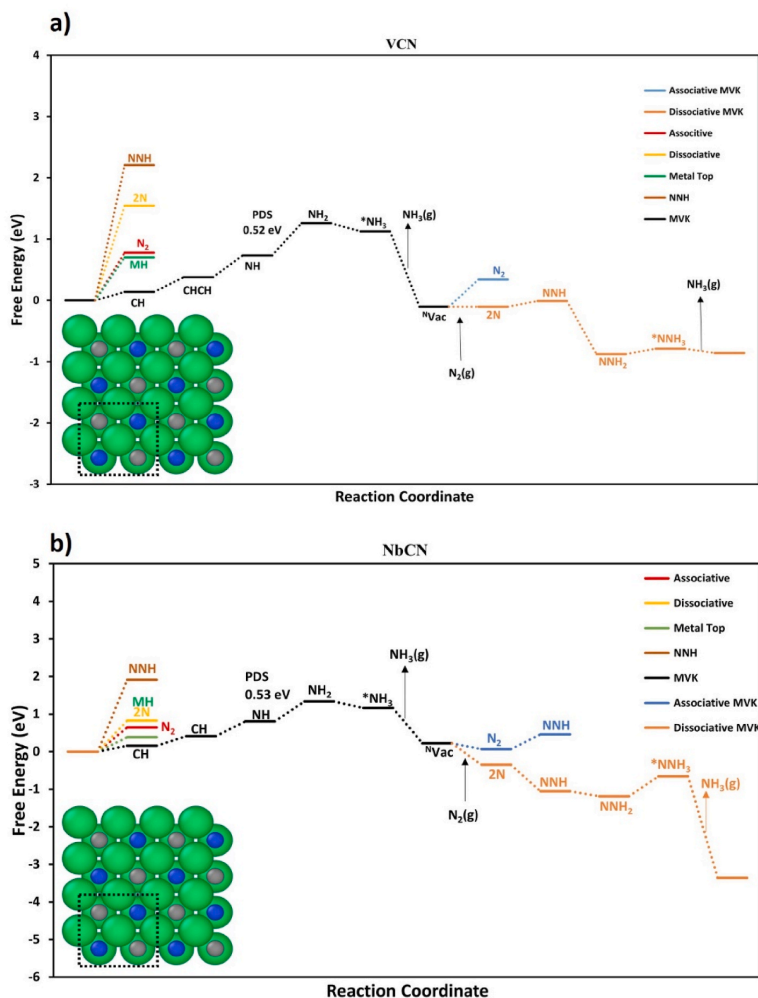 a)
VCN
4
3
2
1
0
-1
-2
-3
Free Energy (eV)
Reaction Coordinate
NNH
2N
N2
MH
CH
CHCH
PDS
0.52 eV
NH
NH2
*NH3
NH3(g)
NVac
N2(g)
N2
2N
NNH
NNH2
*NNH3
NH3(g)
Associative MVK
Dissociative MVK
Associtive
Dissociative
Metal Top
NNH
MVK
b)
NbCN
5
4
3
2
1
0
-1
-2
-3
-4
-5
-6
Free Energy (eV)
Reaction Coordinate
NNH
MH
2N
N2
CH
CH
PDS
0.53 eV
NH
NH2
*NH3
NH3(g)
NVac
N2(g)
N2
NNH
2N
NNH
NNH2
*NNH3
NH3(g)
Associative
Dissociative
Metal Top
NNH
MVK
Associative MVK
Dissociative MVK